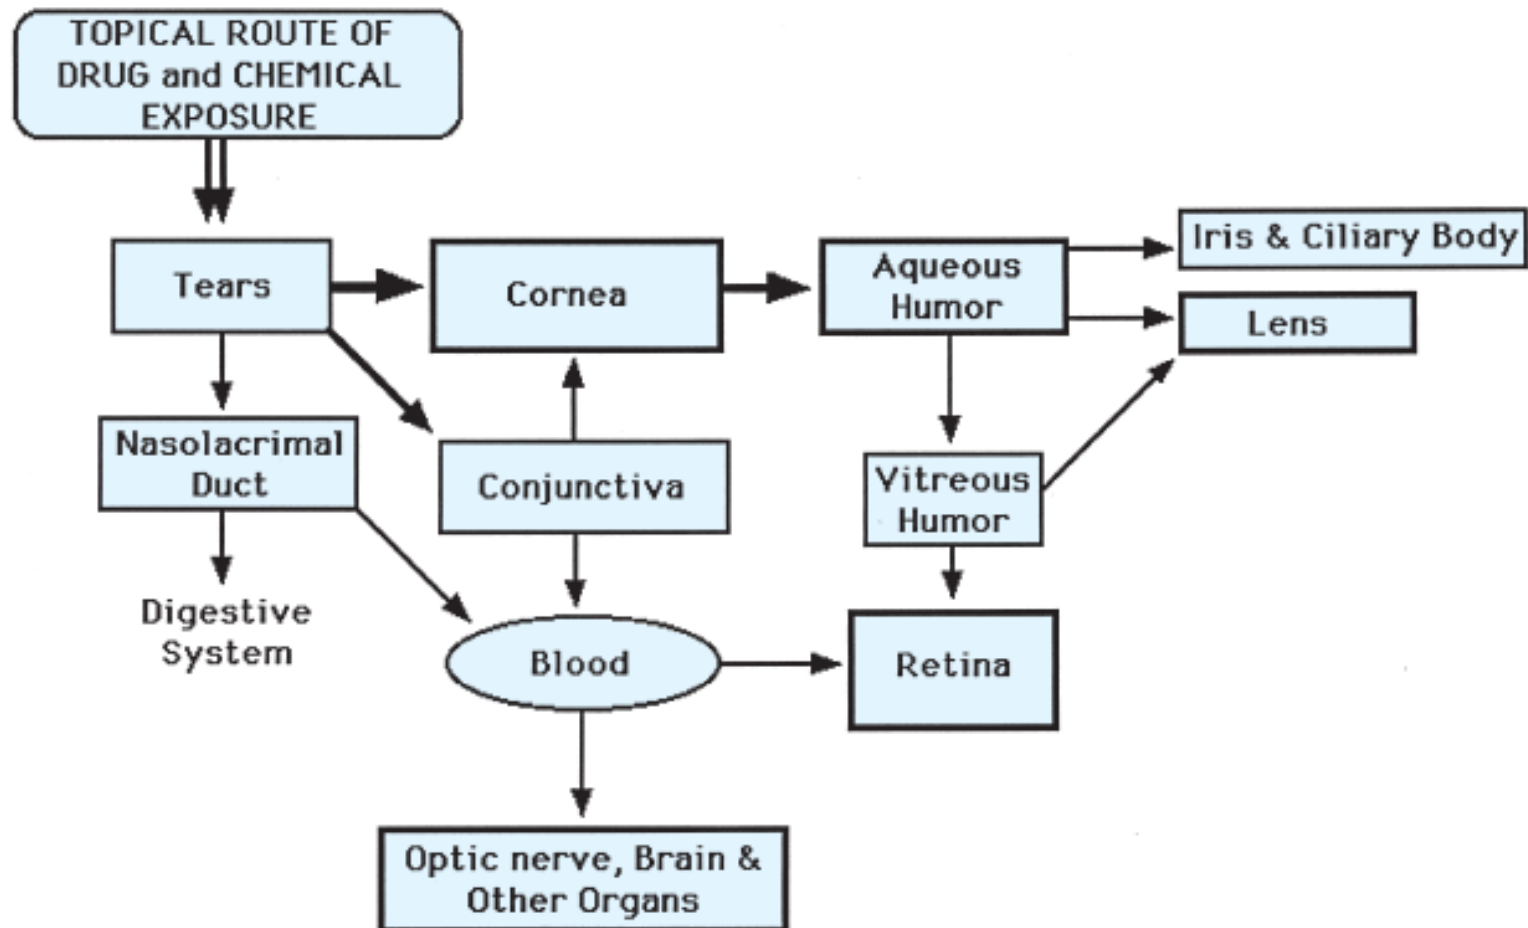 TOPICAL ROUTE OF
DRUG and CHEMICAL
EXPOSURE
Tears
Cornea
Aqueous
Humor
Iris & Ciliary Body
Lens
Nasolacrimal
Duct
Conjunctiva
Vitreous
Humor
Digestive
System
Blood
Retina
Optic nerve, Brain &
Other Organs